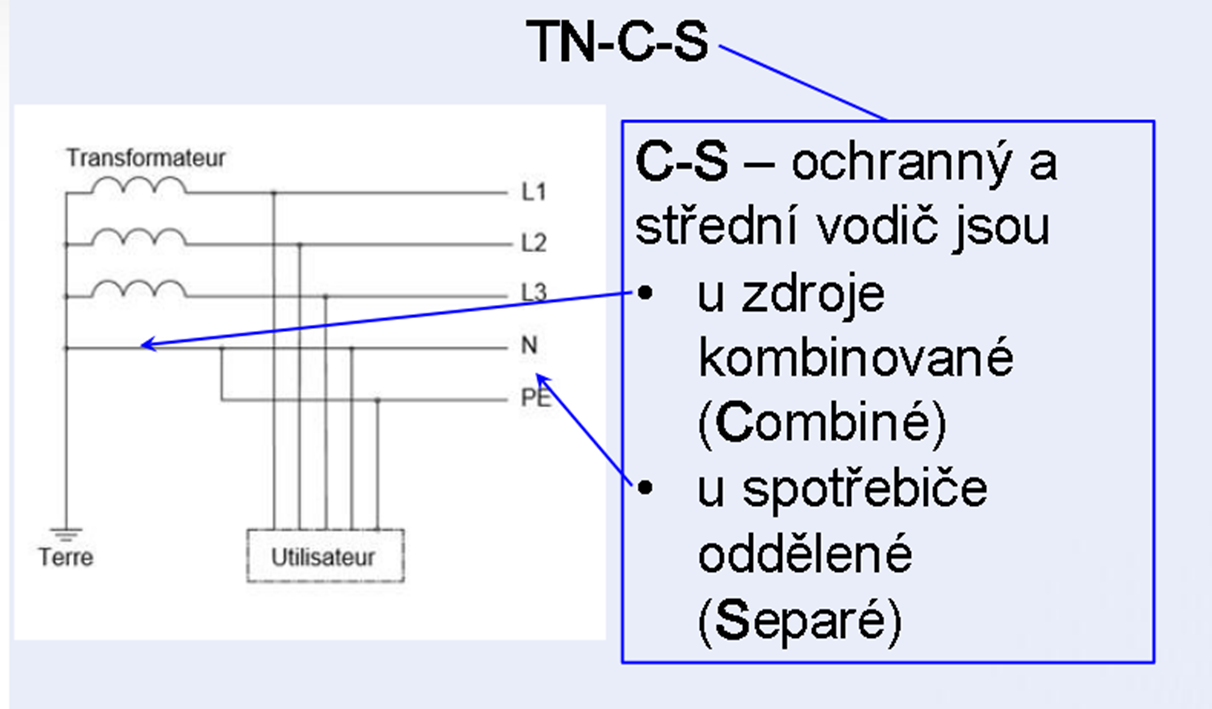 TN-C-S
Transformateur
L1
L2
L3
N
PE
Terre
Utilisateur
C-S – ochranný a
střední vodič jsou
• u zdroje
kombinované
(Combiné)
• u spotřebiče
oddělené
(Separé)